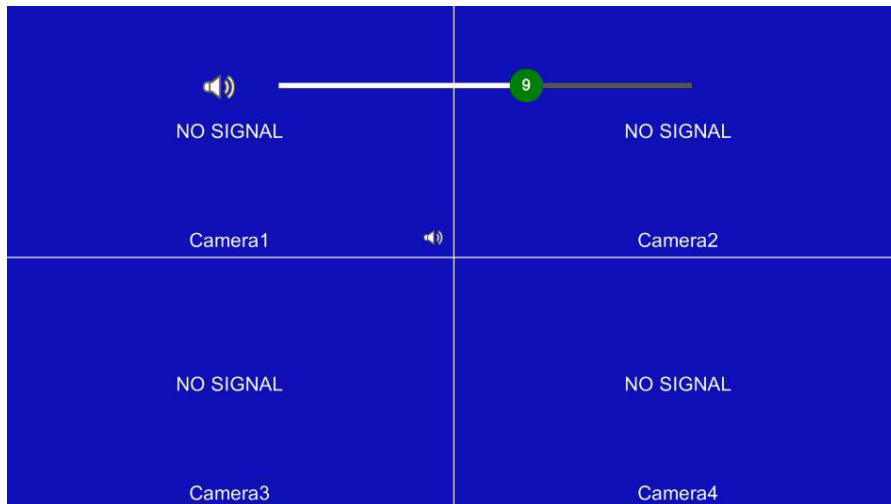 9
NO SIGNAL
NO SIGNAL
Camera1
Camera2
NO SIGNAL
NO SIGNAL
Camera3
Camera4